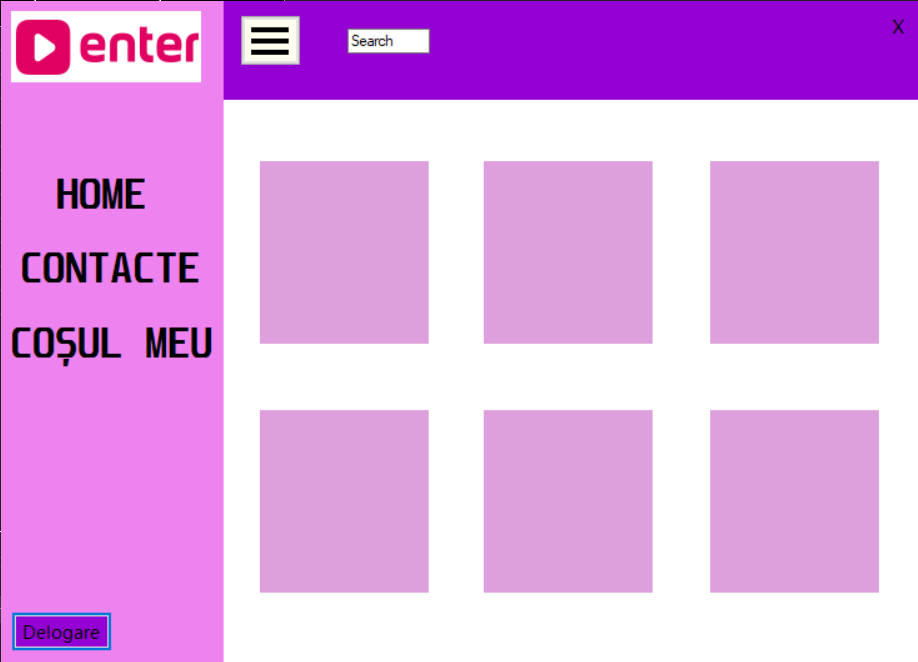 enter
Search
X
HOME
CONTACTE
COȘUL MEU
Delogare